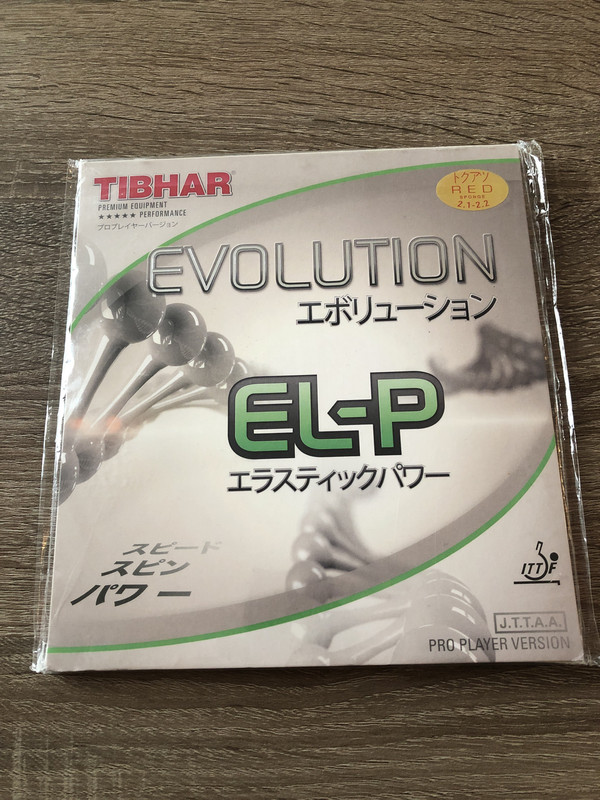 TIBHAR®
PREMIUM EQUIPMENT
★★★★★ PERFORMANCE
プロプレイヤーバージョン
トクアツ
RED
SPONGE
2.1-2.2
EVOLUTION
エボリューション
EL-P
エラスティックパワー
スピード
スピン
パワー
ITTF
J.T.T.A.A.
PRO PLAYER VERSION